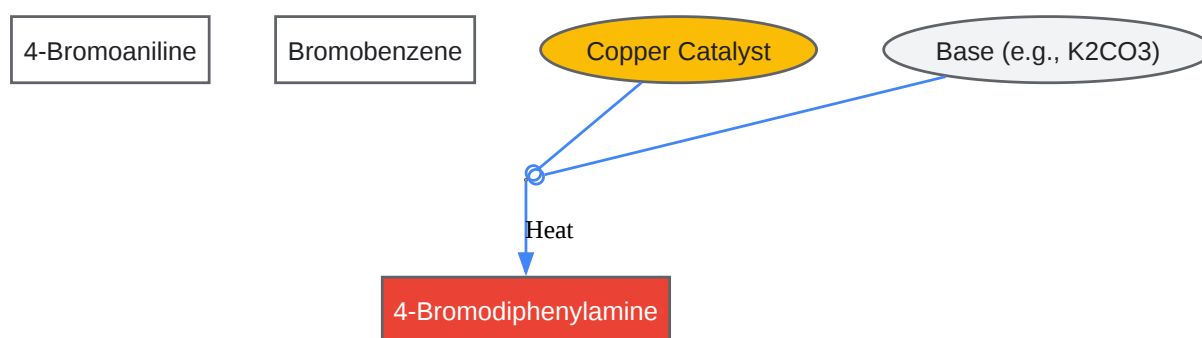 4-Bromoaniline
Bromobenzene
Copper Catalyst
Base (e.g., K2CO3)
Heat
4-Bromodiphenylamine